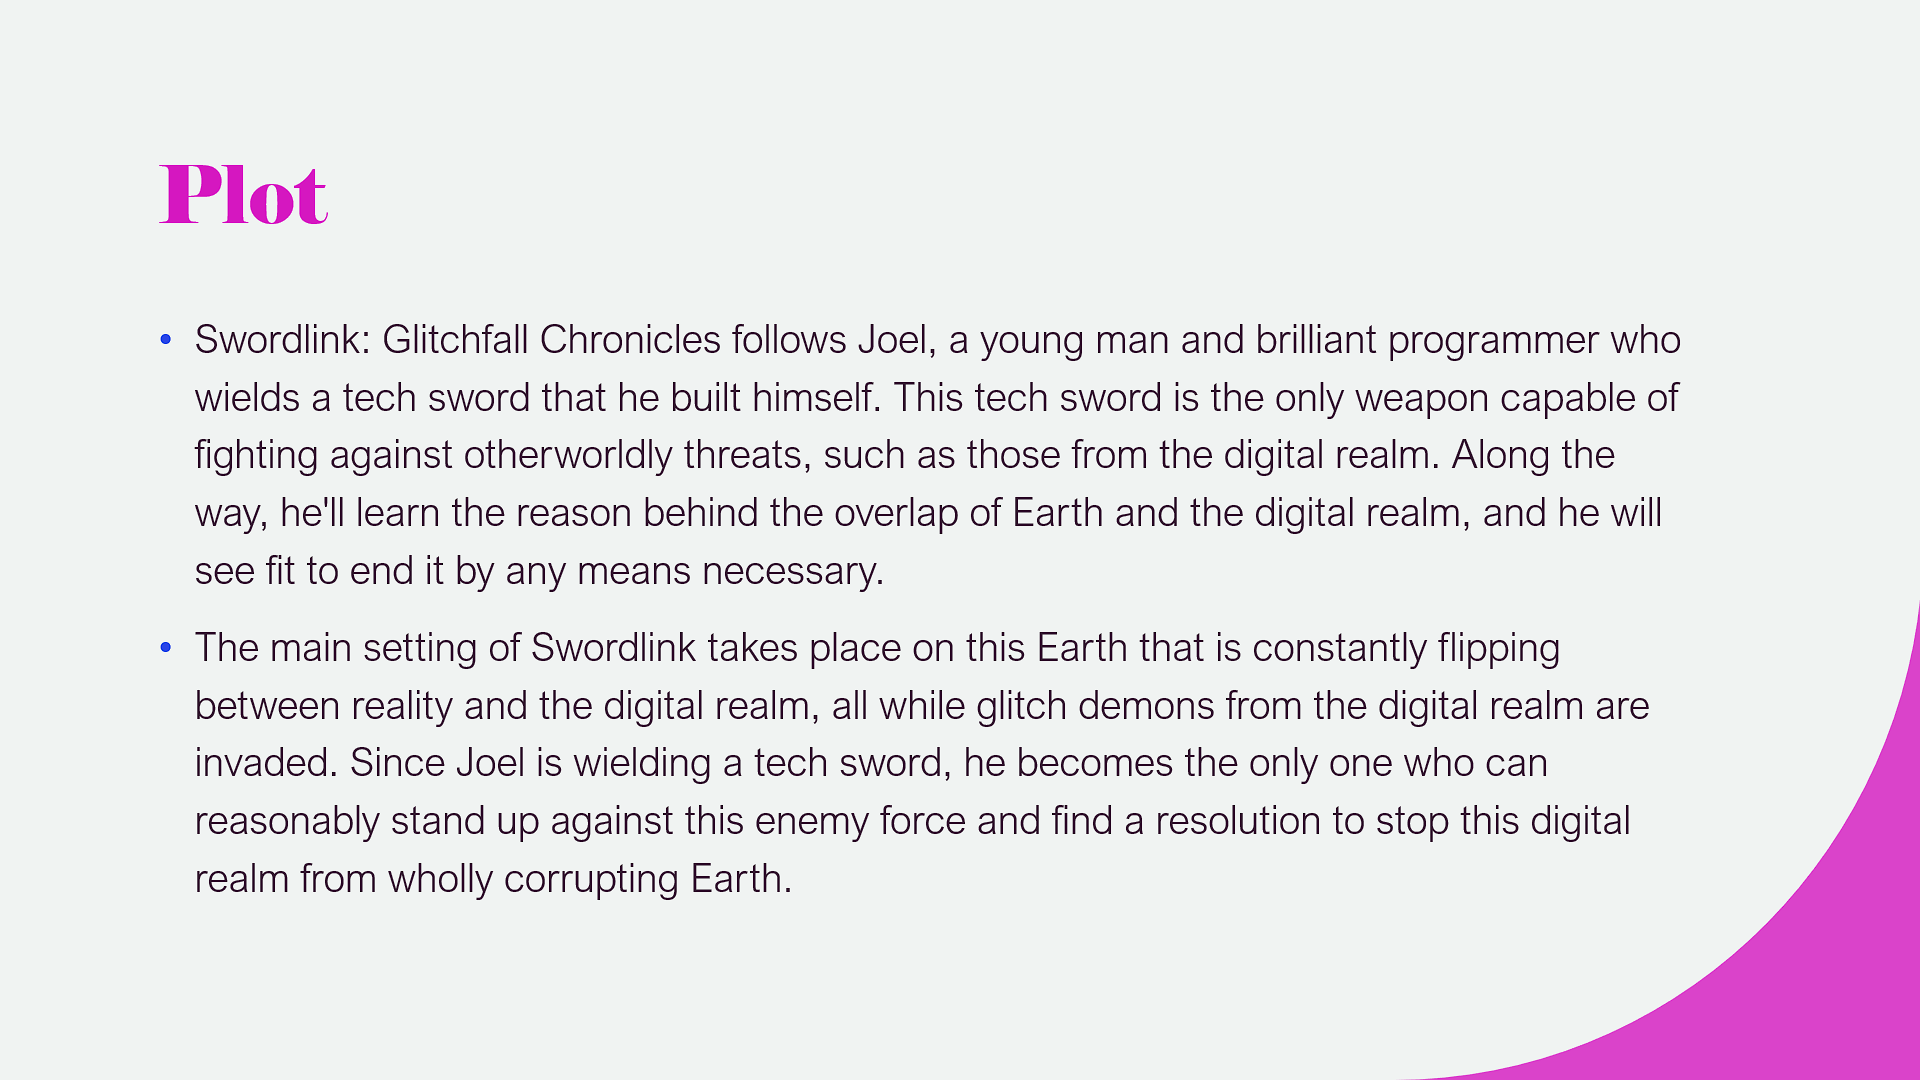 Plot
• Swordlink: Glitchfall Chronicles follows Joel, a young man and brilliant programmer who
wields a tech sword that he built himself. This tech sword is the only weapon capable of
fighting against otherworldly threats, such as those from the digital realm. Along the
way, he'll learn the reason behind the overlap of Earth and the digital realm, and he will
see fit to end it by any means necessary.
• The main setting of Swordlink takes place on this Earth that is constantly flipping
between reality and the digital realm, all while glitch demons from the digital realm are
invaded. Since Joel is wielding a tech sword, he becomes the only one who can
reasonably stand up against this enemy force and find a resolution to stop this digital
realm from wholly corrupting Earth.